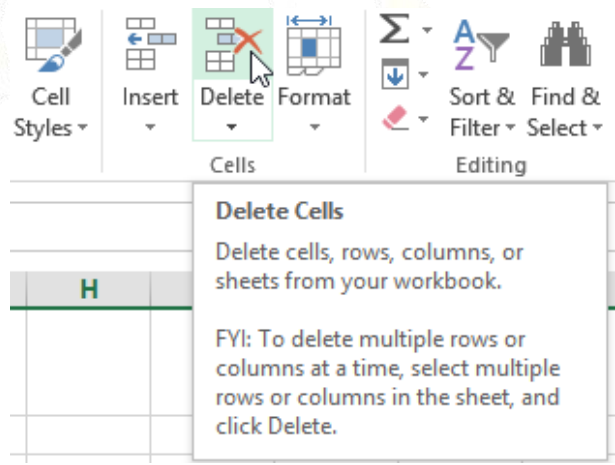 Cell
Styles
Insert
Delete
Format
Cells
Σ
A
Z
Sort &
Filter
Find &
Select
Editing
Delete Cells
Delete cells, rows, columns, or
sheets from your workbook.
FYI: To delete multiple rows or
columns at a time, select multiple
rows or columns in the sheet, and
click Delete.
H